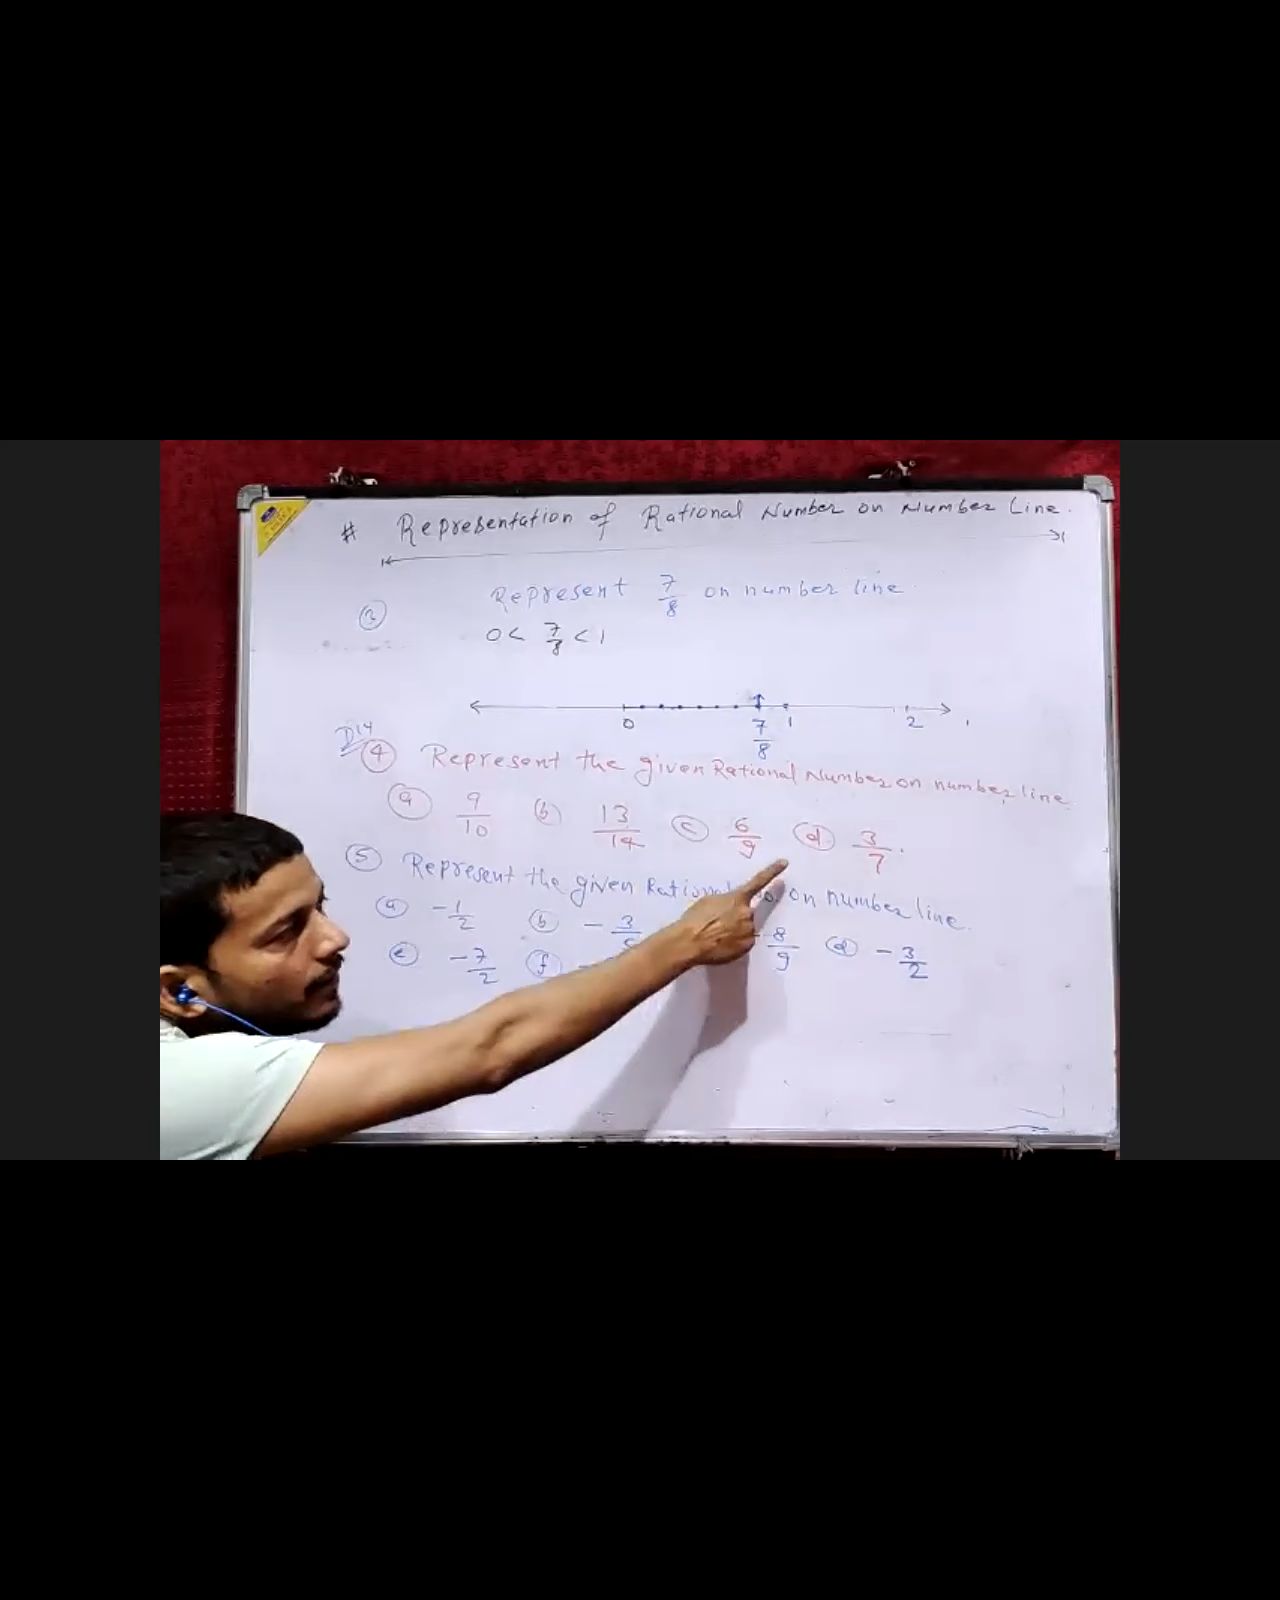 # Representation of Rational Number on Number Line.
Represent 7/8 on number line.
0 < 7/8 < 1
0 7/8 1 2
④ Represent the given Rational Number on number line
ⓐ 9/10 ⓑ 13/14 ⓒ 6/9 ⓓ 3/7.
⑤ Represent the given Rational no. on number line.
ⓐ -1/2 ⓑ - 3/ - 8/9 ⓓ - 3/2
ⓔ -7/2 ⓕ -